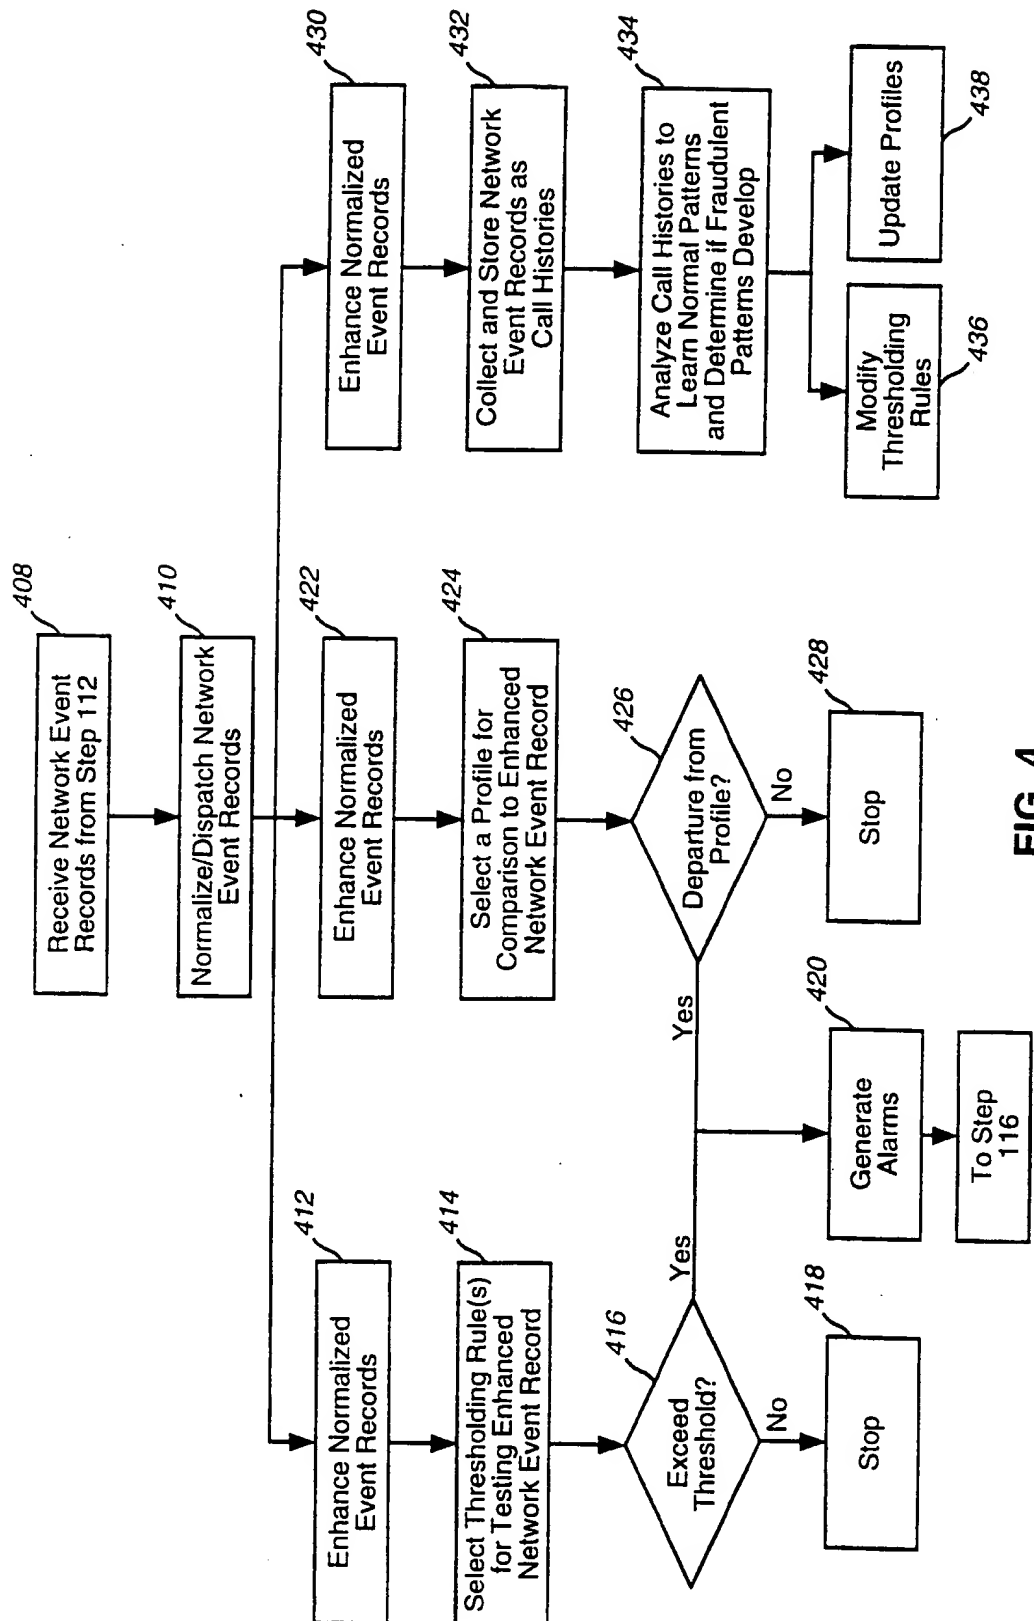 408
Receive Network Event
Records from Step 112
410
Normalize/Dispatch Network
Event Records
412
Enhance Normalized
Event Records
414
Select Thresholding Rule(s)
for Testing Enhanced
Network Event Record
416
Exceed
Threshold?
Yes
No
418
Stop
420
Generate
Alarms
To Step
116
422
Enhance Normalized
Event Records
424
Select a Profile for
Comparison to Enhanced
Network Event Record
426
Departure from
Profile?
Yes
No
428
Stop
430
Enhance Normalized
Event Records
432
Collect and Store Network
Event Records as
Call Histories
434
Analyze Call Histories to
Learn Normal Patterns
and Determine if Fraudulent
Patterns Develop
Modify
Thresholding
Rules
436
Update Profiles
438
FIG. 4